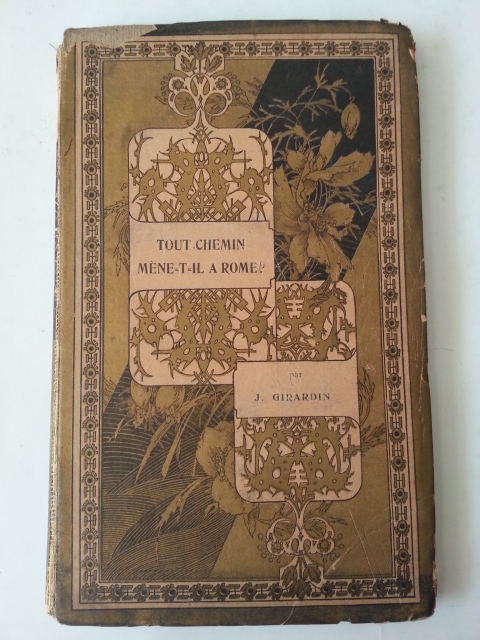 TOUT CHEMIN
MÈNE-T-IL A ROME?
par
J. GIRARDIN